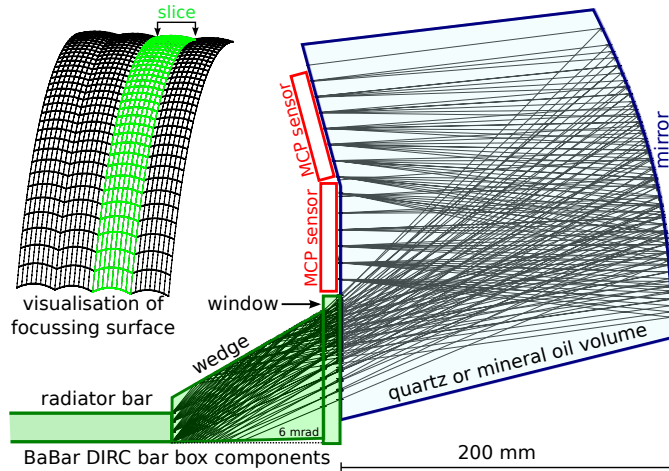 slice
visualisation of
focussing surface
MCP sensor
MCP sensor
mirror
window
wedge
quartz or mineral oil volume
radiator bar
6 mrad
BaBar DIRC bar box components
200 mm